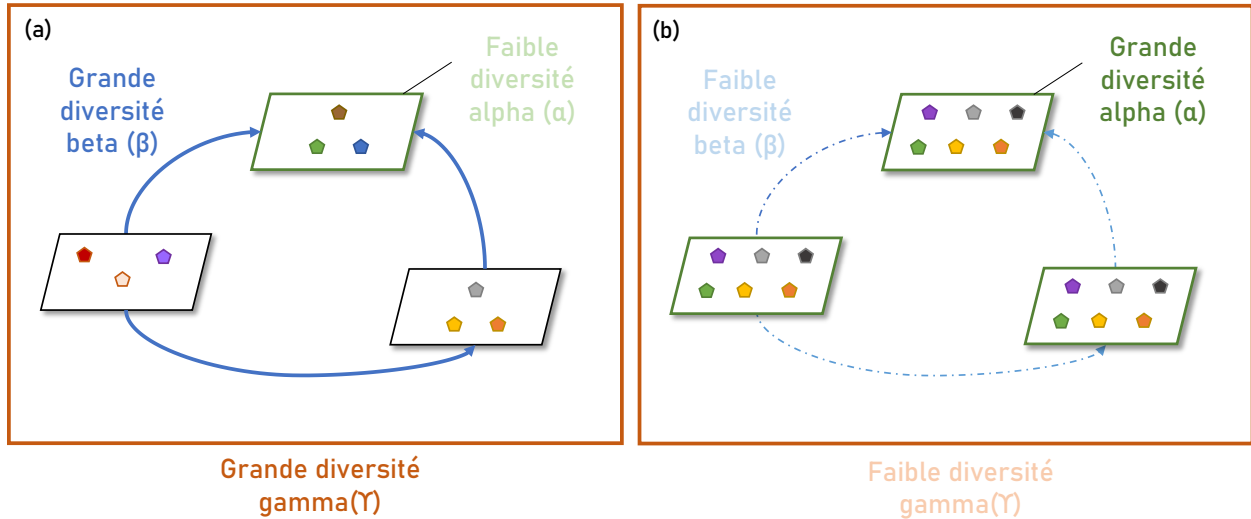 (a)
Faible
diversité
alpha (α)
Grande
diversité
beta (β)
Grande diversité
gamma(ϒ)
(b)
Grande
diversité
alpha (α)
Faible
diversité
beta (β)
Faible diversité
gamma(ϒ)